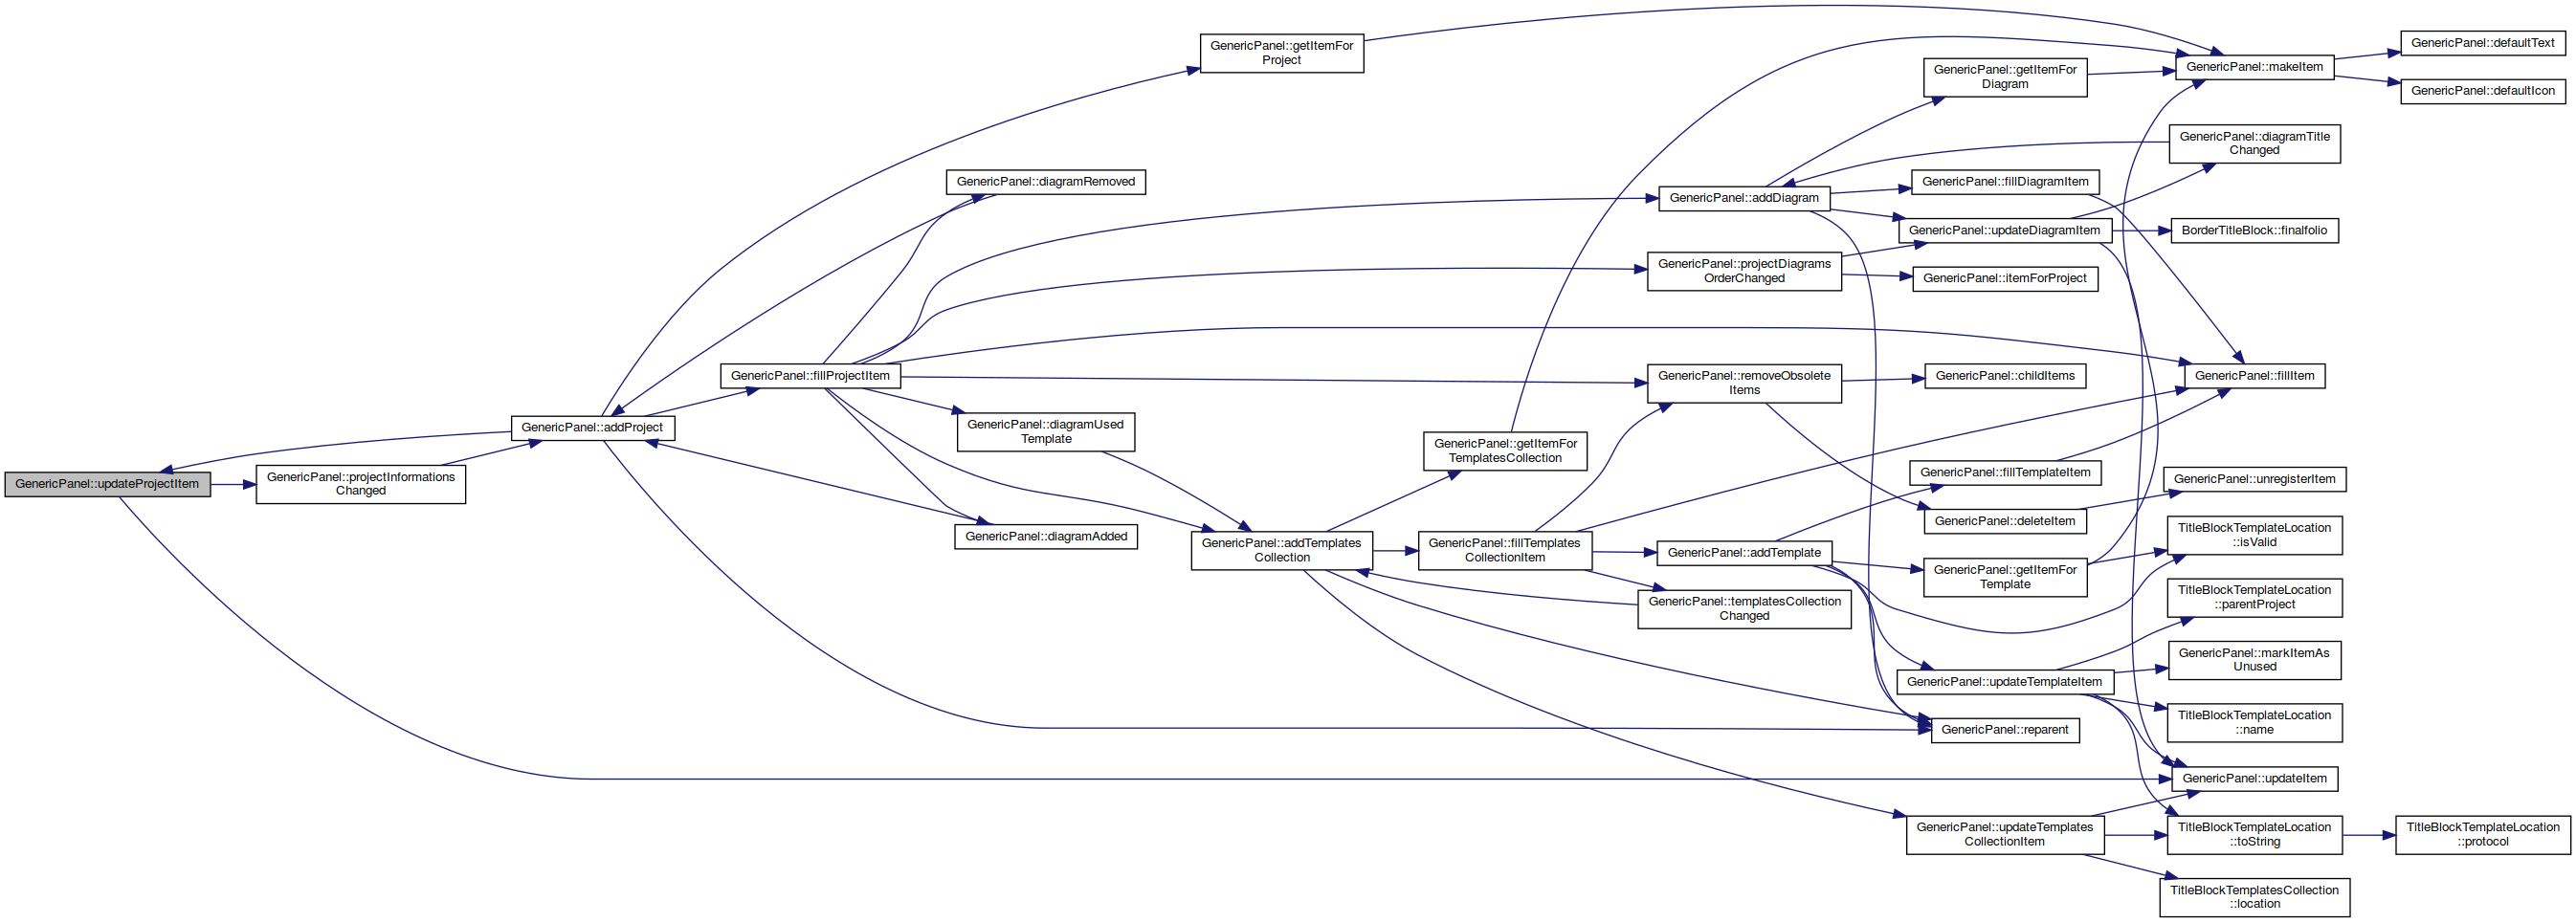 GenericPanel::updateProjectItem
GenericPanel::projectInformations
Changed
GenericPanel::addProject
GenericPanel::fillProjectItem
GenericPanel::diagramRemoved
GenericPanel::diagramUsed
Template
GenericPanel::diagramAdded
GenericPanel::getItemFor
Project
GenericPanel::addTemplates
Collection
GenericPanel::getItemFor
TemplatesCollection
GenericPanel::fillTemplates
CollectionItem
GenericPanel::addDiagram
GenericPanel::projectDiagrams
OrderChanged
GenericPanel::removeObsolete
Items
GenericPanel::addTemplate
GenericPanel::templatesCollection
Changed
GenericPanel::getItemFor
Diagram
GenericPanel::fillDiagramItem
GenericPanel::updateDiagramItem
GenericPanel::itemForProject
GenericPanel::childItems
GenericPanel::fillTemplateItem
GenericPanel::deleteItem
GenericPanel::getItemFor
Template
GenericPanel::updateTemplateItem
GenericPanel::reparent
GenericPanel::updateTemplates
CollectionItem
GenericPanel::makeItem
GenericPanel::diagramTitle
Changed
BorderTitleBlock::finalfolio
GenericPanel::fillItem
GenericPanel::unregisterItem
TitleBlockTemplateLocation
::isValid
TitleBlockTemplateLocation
::parentProject
GenericPanel::markItemAs
Unused
TitleBlockTemplateLocation
::name
GenericPanel::updateItem
TitleBlockTemplateLocation
::toString
TitleBlockTemplatesCollection
::location
GenericPanel::defaultText
GenericPanel::defaultIcon
TitleBlockTemplateLocation
::protocol